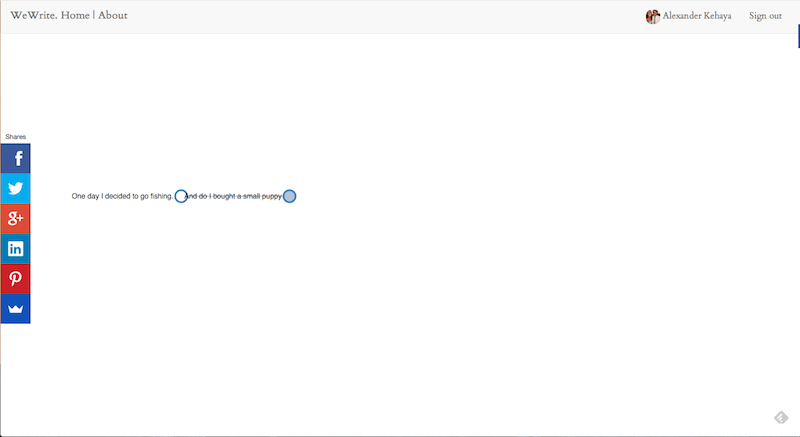 WeWrite. Home | About
Alexander Kehaya
Sign out
Shares
One day I decided to go fishing. And do I bought a small puppy